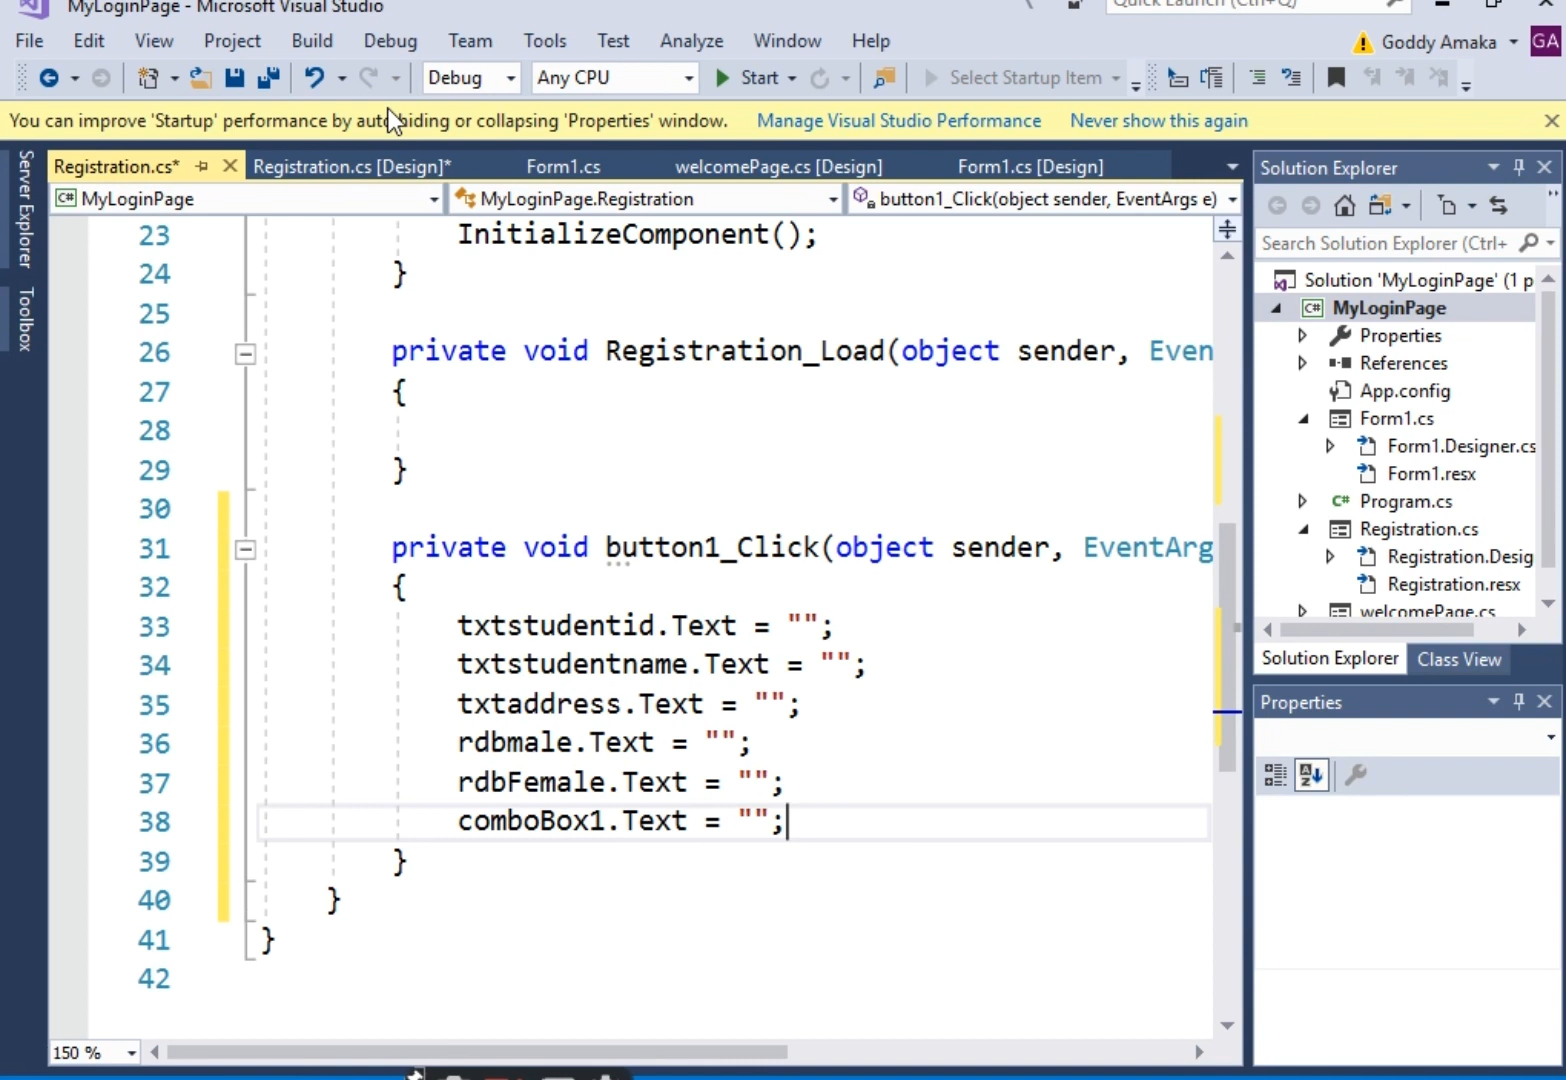 MyLoginPage - Microsoft Visual Studio
Quick Launch (Ctrl+Q)
File Edit View Project Build Debug Team Tools Test Analyze Window Help
Goddy Amaka GA
Debug Any CPU Start Select Startup Item
You can improve 'Startup' performance by auto hiding or collapsing 'Properties' window. Manage Visual Studio Performance Never show this again
Server Explorer
Toolbox
Registration.cs* Registration.cs [Design]* Form1.cs welcomePage.cs [Design] Form1.cs [Design]
MyLoginPage MyLoginPage.Registration button1_Click(object sender, EventArgs e)
23 InitializeComponent();
24 }
25
26 private void Registration_Load(object sender, Even
27 {
28
29 }
30
31 private void button1_Click(object sender, EventArg
32 {
33 txtstudentid.Text = "";
34 txtstudentname.Text = "";
35 txtaddress.Text = "";
36 rdbmale.Text = "";
37 rdbFemale.Text = "";
38 comboBox1.Text = "";
39 }
40 }
41 }
42
150 %
Solution Explorer
Search Solution Explorer (Ctrl+
Solution 'MyLoginPage' (1 p
C# MyLoginPage
Properties
References
App.config
Form1.cs
Form1.Designer.cs
Form1.resx
C# Program.cs
Registration.cs
Registration.Desig
Registration.resx
welcomePage.cs
Solution Explorer Class View
Properties